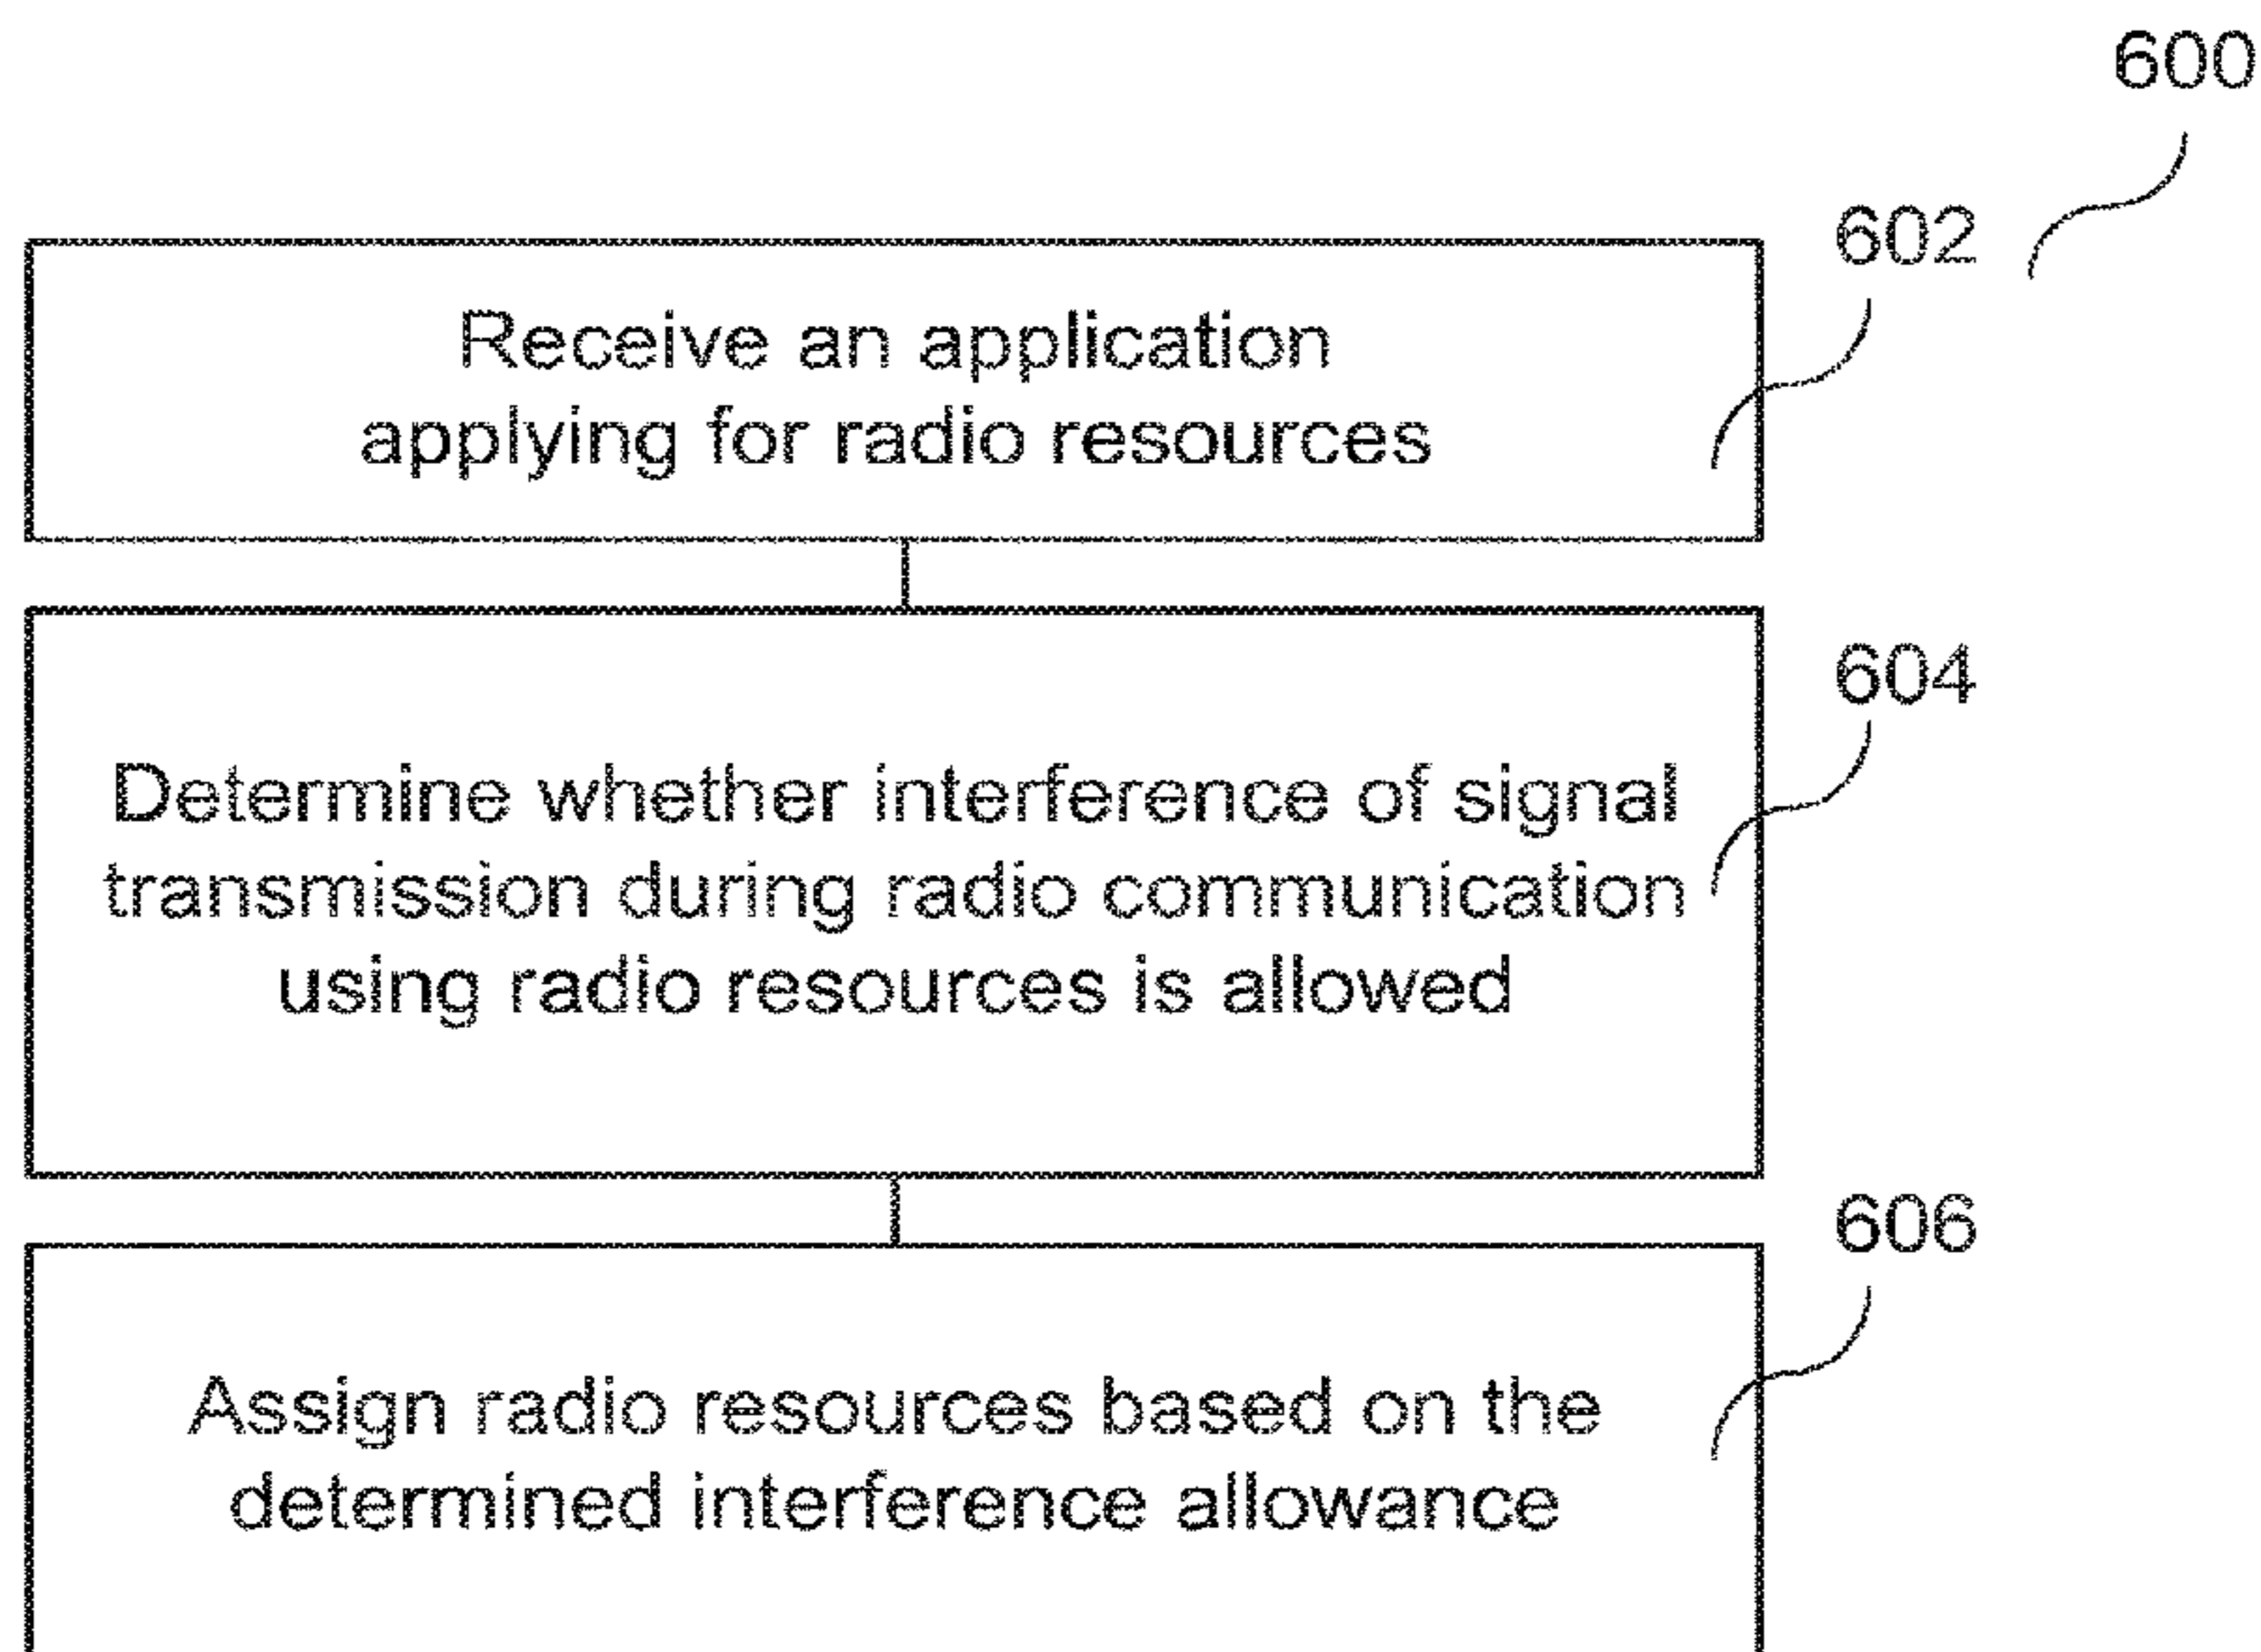 600
602
Receive an application
applying for radio resources
604
Determine whether interference of signal
transmission during radio communication
using radio resources is allowed
606
Assign radio resources based on the
determined interference allowance